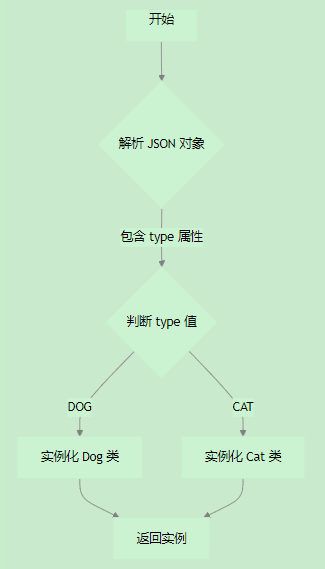 开始
解析 JSON 对象
包含 type 属性
判断 type 值
DOG
CAT
实例化 Dog 类
实例化 Cat 类
返回实例